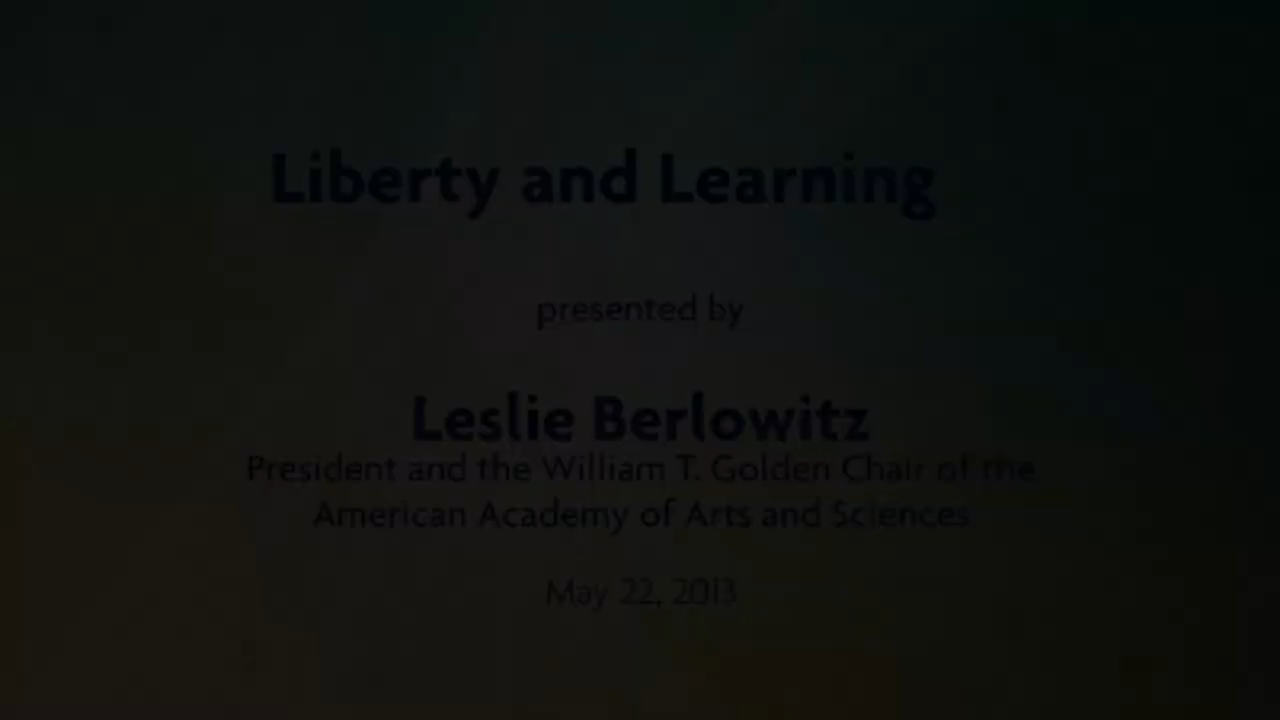 Liberty and Learning
presented by
Leslie Berlowitz
President and the William T. Golden Chair of the
American Academy of Arts and Sciences
May 22, 2013